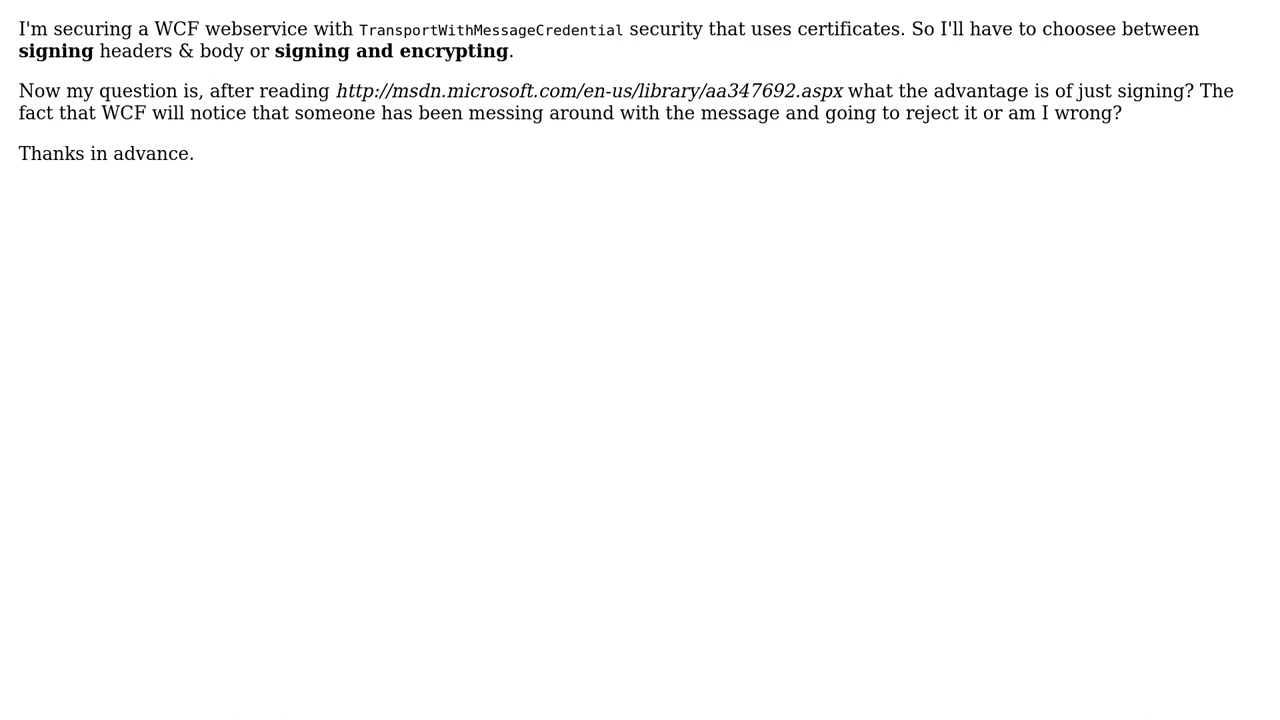 I'm securing a WCF webservice with TransportWithMessageCredential security that uses certificates. So I'll have to choosee between
signing headers & body or signing and encrypting.
Now my question is, after reading http://msdn.microsoft.com/en-us/library/aa347692.aspx what the advantage is of just signing? The
fact that WCF will notice that someone has been messing around with the message and going to reject it or am I wrong?
Thanks in advance.